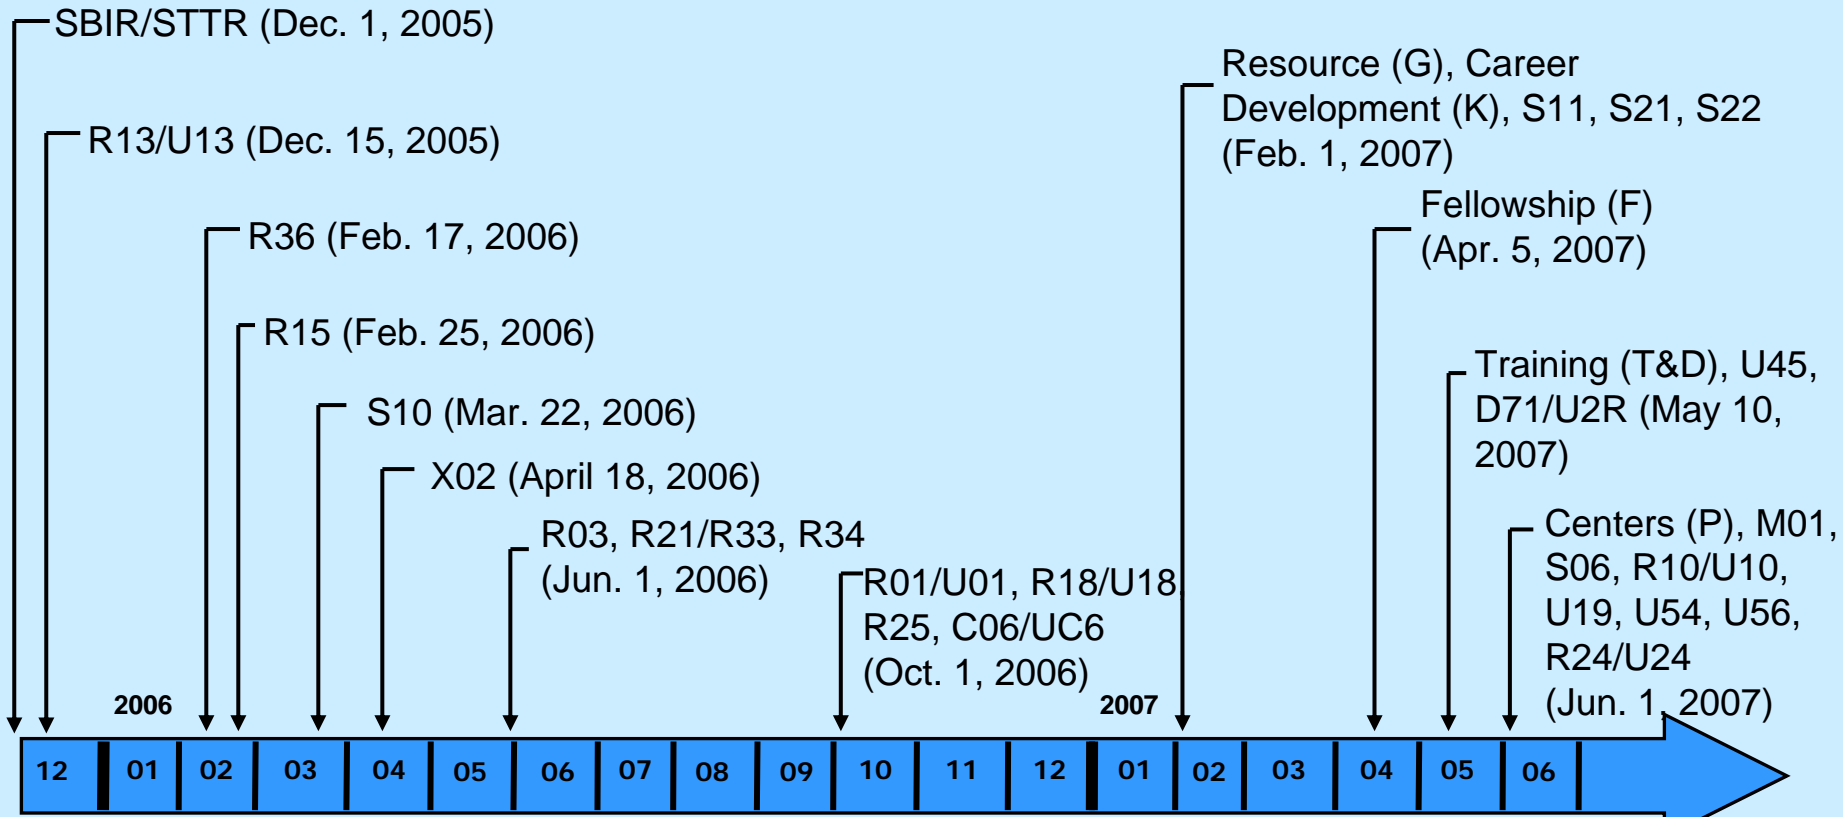 SBIR/STTR (Dec. 1, 2005)
R13/U13 (Dec. 15, 2005)
R36 (Feb. 17, 2006)
R15 (Feb. 25, 2006)
S10 (Mar. 22, 2006)
X02 (April 18, 2006)
R03, R21/R33, R34
(Jun. 1, 2006)
R01/U01, R18/U18,
R25, C06/UC6
(Oct. 1, 2006)
Resource (G), Career
Development (K), S11, S21, S22
(Feb. 1, 2007)
Fellowship (F)
(Apr. 5, 2007)
Training (T&D), U45,
D71/U2R (May 10,
2007)
Centers (P), M01,
S06, R10/U10,
U19, U54, U56,
R24/U24
(Jun. 1, 2007)
2006
2007
12 01 02 03 04 05 06 07 08 09 10 11 12 01 02 03 04 05 06